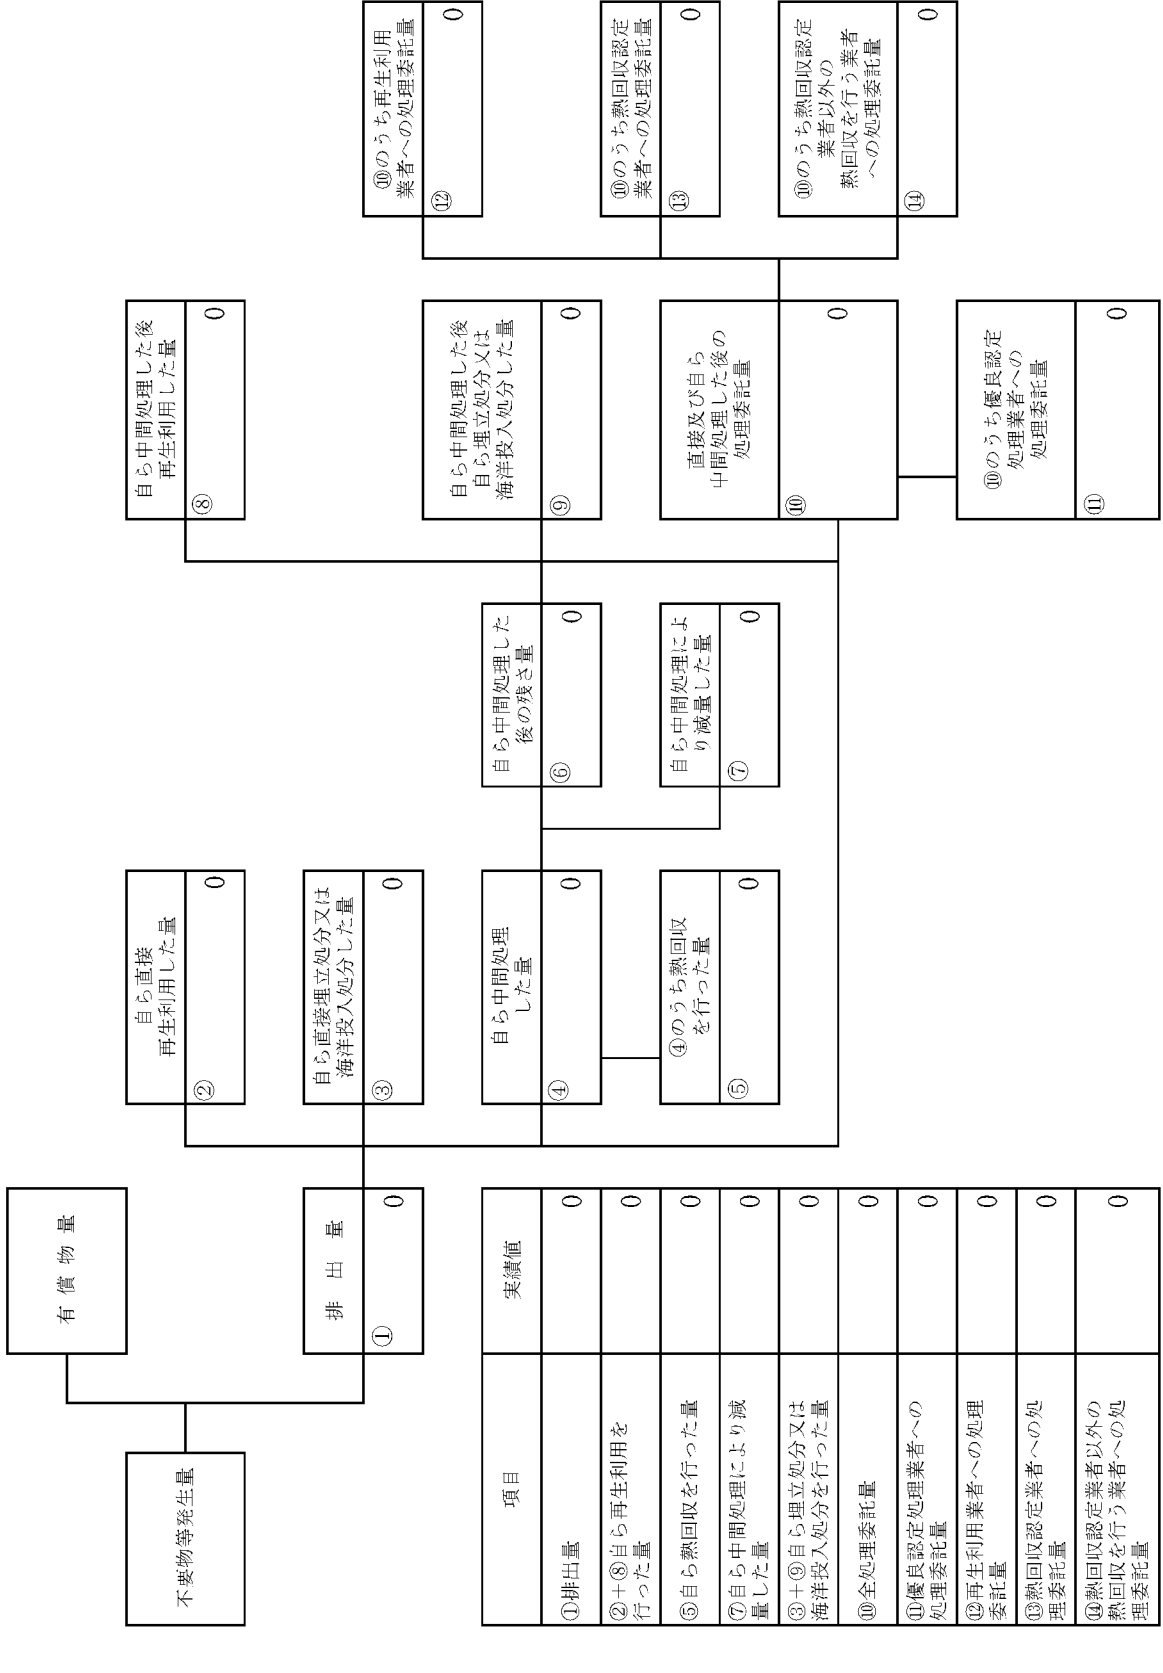 不要物等発生量
有償物量
排出量
①
0
自ら直接
再生利用した量
②
0
自ら直接埋立処分又は
海洋投入処分した量
③
0
自ら中間処理
した量
④
0
④のうち熱回収
を行った量
⑤
0
自ら中間処理した
後の残さ量
⑥
0
自ら中間処理によ
り減量した量
⑦
0
自ら中間処理した後
再生利用した量
⑧
0
自ら中間処理した後
自ら埋立処分又は
海洋投入処分した量
⑨
0
直接及び自ら
中間処理した後の
処理委託量
⑩
0
⑩のうち優良認定
処理業者への
処理委託量
⑪
0
⑩のうち再生利用
業者への処理委託量
⑫
0
⑩のうち熱回収認定
業者への処理委託量
⑬
0
⑩のうち熱回収認定
業者以外の
熱回収を行う業者
への処理委託量
⑭
0
項目
実績値
①排出量
0
②+⑧自ら再生利用を
行った量
0
⑤自ら熱回収を行った量
0
⑦自ら中間処理により減
量した量
0
③+⑨自ら埋立処分又は
海洋投入処分を行った量
0
⑩全処理委託量
0
⑪優良認定処理業者への
処理委託量
0
⑫再生利用業者への処理
委託量
0
⑬熱回収認定業者への処
理委託量
0
⑭熱回収認定業者以外の
熱回収を行う業者への処
理委託量
0